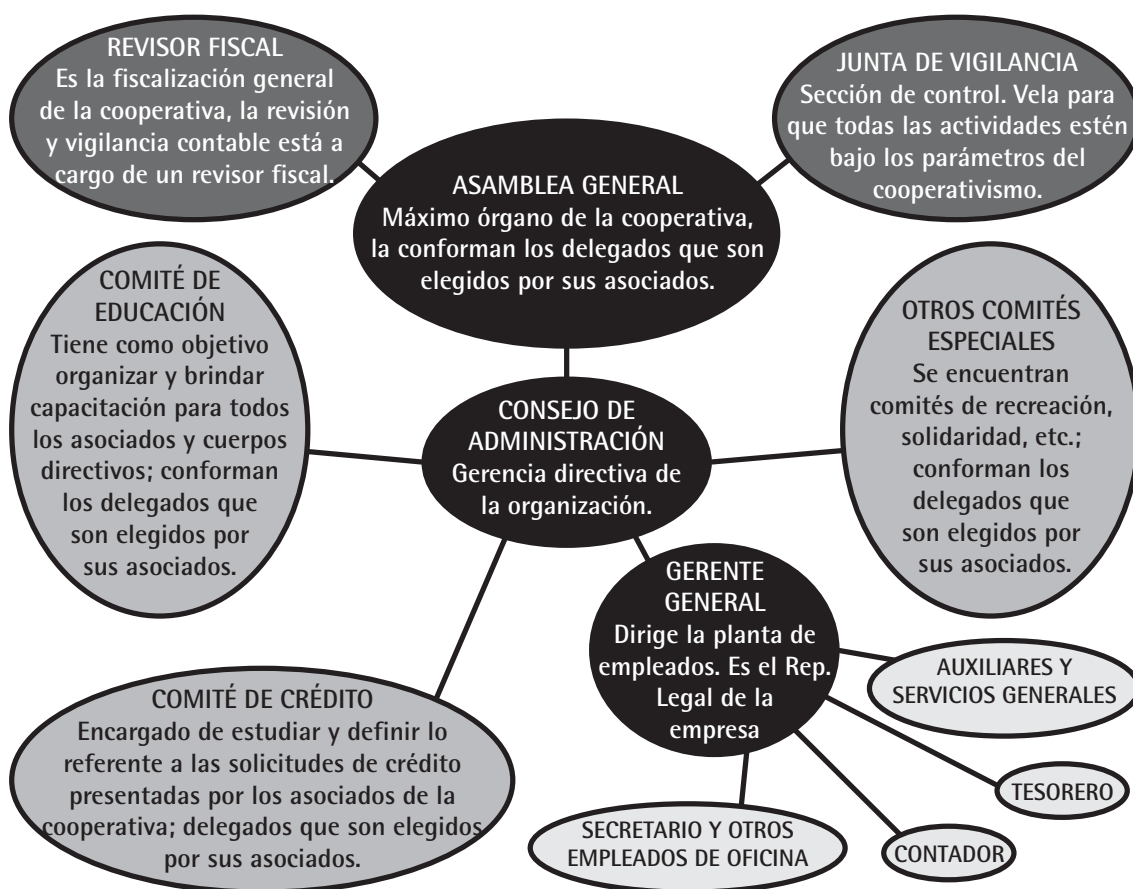 REVISOR FISCAL
Es la fiscalización general
de la cooperativa, la revisión
y vigilancia contable está a
cargo de un revisor fiscal.
JUNTA DE VIGILANCIA
Sección de control. Vela para
que todas las actividades estén
bajo los parámetros del
cooperativismo.
ASAMBLEA GENERAL
Máximo órgano de la cooperativa,
la conforman los delegados que son
elegidos por sus asociados.
COMITÉ DE
EDUCACIÓN
Tiene como objetivo
organizar y brindar
capacitación para todos
los asociados y cuerpos
directivos; conforman
los delegados que
son elegidos por
sus asociados.
CONSEJO DE
ADMINISTRACIÓN
Gerencia directiva de
la organización.
OTROS COMITÉS
ESPECIALES
Se encuentran
comités de recreación,
solidaridad, etc.;
conforman los
delegados que
son elegidos por
sus asociados.
GERENTE
GENERAL
Dirige la planta de
empleados. Es el Rep.
Legal de la
empresa
COMITÉ DE CRÉDITO
Encargado de estudiar y definir lo
referente a las solicitudes de crédito
presentadas por los asociados de la
cooperativa; delegados que son elegidos
por sus asociados.
AUXILIARES Y
SERVICIOS GENERALES
TESORERO
CONTADOR
SECRETARIO Y OTROS
EMPLEADOS DE OFICINA